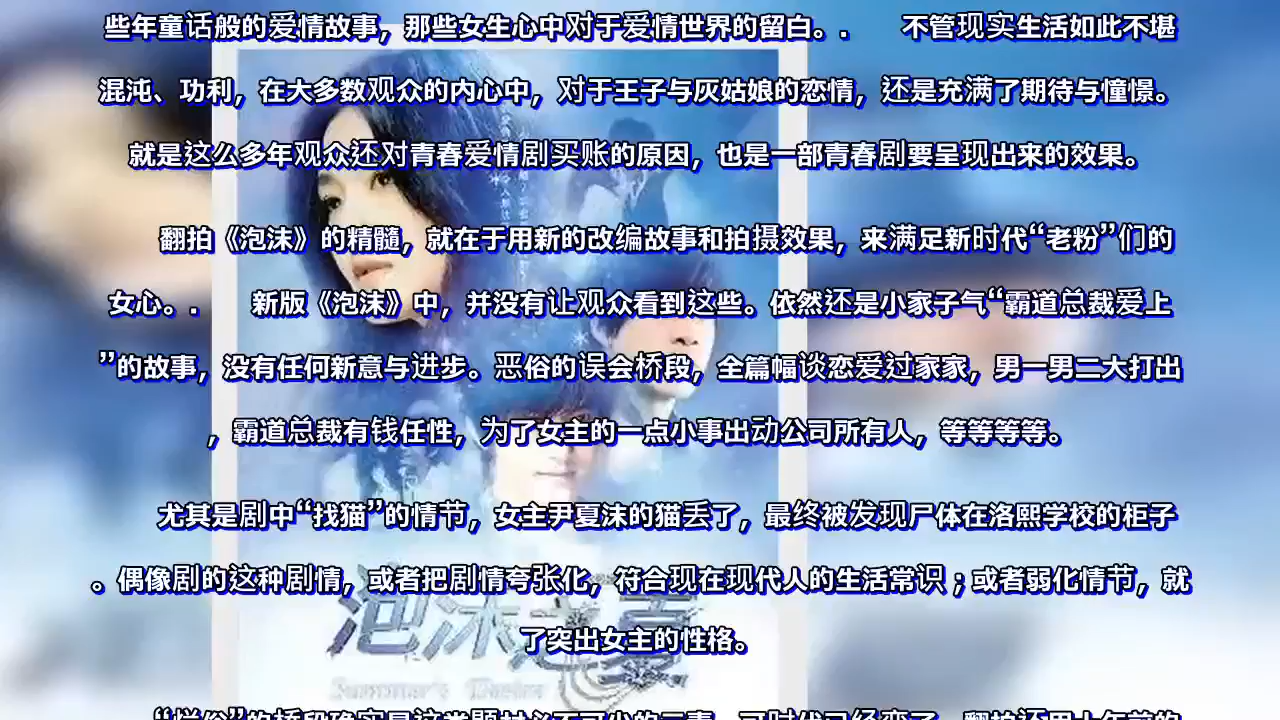 些年童话般的爱情故事，那些女生心中对于爱情世界的留白。. 不管现实生活如此不堪
混沌、功利，在大多数观众的内心中，对于王子与灰姑娘的恋情，还是充满了期待与憧憬。
就是这么多年观众还对青春爱情剧买账的原因，也是一部青春剧要呈现出来的效果。
翻拍《泡沫》的精髓，就在于用新的改编故事和拍摄效果，来满足新时代“老粉”们的
女心。. 新版《泡沫》中，并没有让观众看到这些。依然还是小家子气“霸道总裁爱上
”的故事，没有任何新意与进步。恶俗的误会桥段，全篇幅谈恋爱过家家，男一男二大打出
，霸道总裁有钱任性，为了女主的一点小事出动公司所有人，等等等等。
尤其是剧中“找猫”的情节，女主尹夏沫的猫丢了，最终被发现尸体在洛熙学校的柜子
。偶像剧的这种剧情，或者把剧情夸张化，符合现在现代人的生活常识；或者弱化情节，就
了突出女主的性格。
泡沫之夏
Summer's Desire